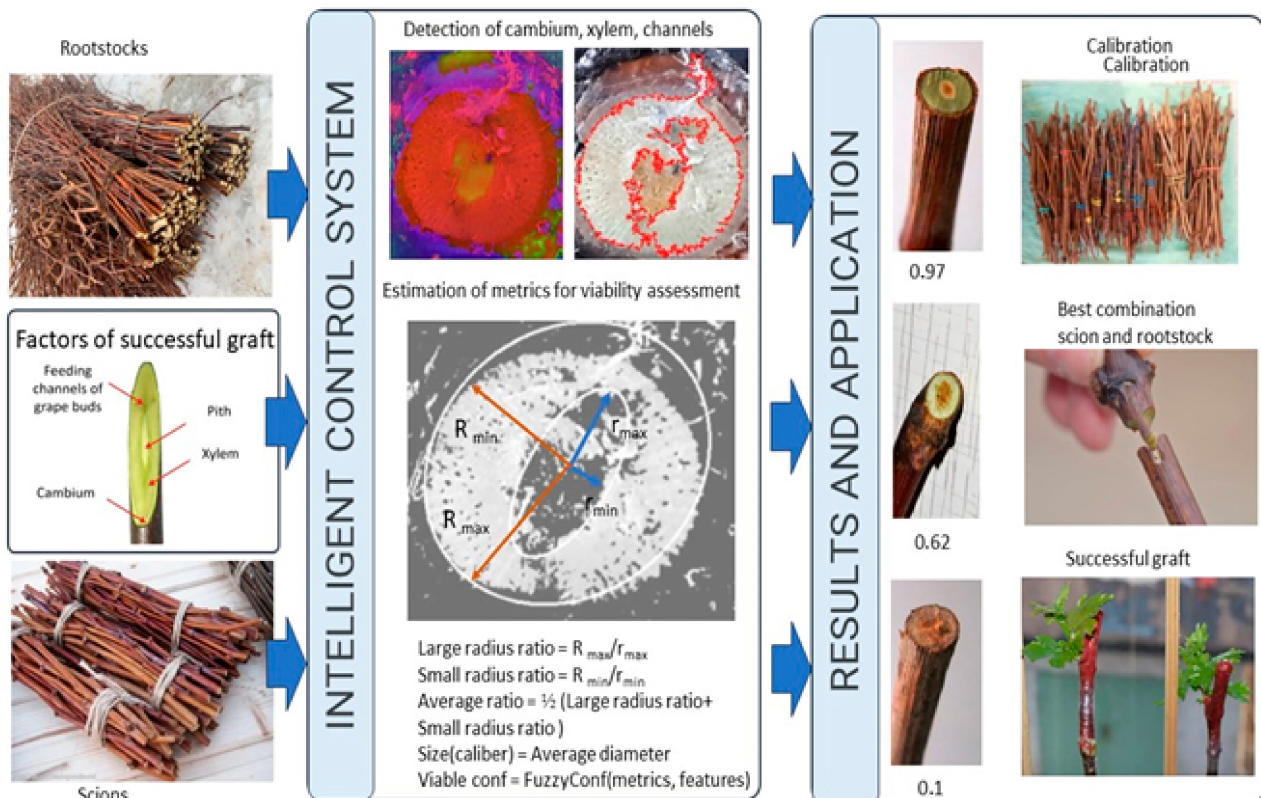 Rootstocks
Factors of successful graft
Feeding
channels of
grape buds
Pith
Xylem
Cambium
Scions
INTELLIGENT CONTROL SYSTEM
Detection of cambium, xylem, channels
Estimation of metrics for viability assessment
R min
r max
R max
r min
Large radius ratio = R max/rmax
Small radius ratio = R min/rmin
Average ratio = ½ (Large radius ratio+
Small radius ratio )
Size(caliber) = Average diameter
Viable conf = FuzzyConf(metrics, features)
RESULTS AND APPLICATION
0.97
0.62
0.1
Calibration
Calibration
Best combination
scion and rootstock
Successful graft